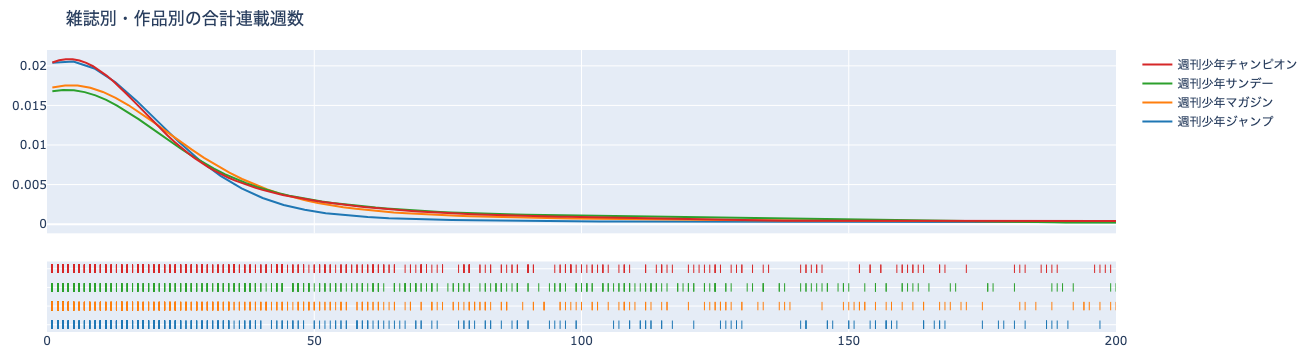 雑誌別・作品別の合計連載週数
0.02
0.015
0.01
0.005
0
週刊少年チャンピオン
週刊少年サンデー
週刊少年マガジン
週刊少年ジャンプ
0 50 100 150 200